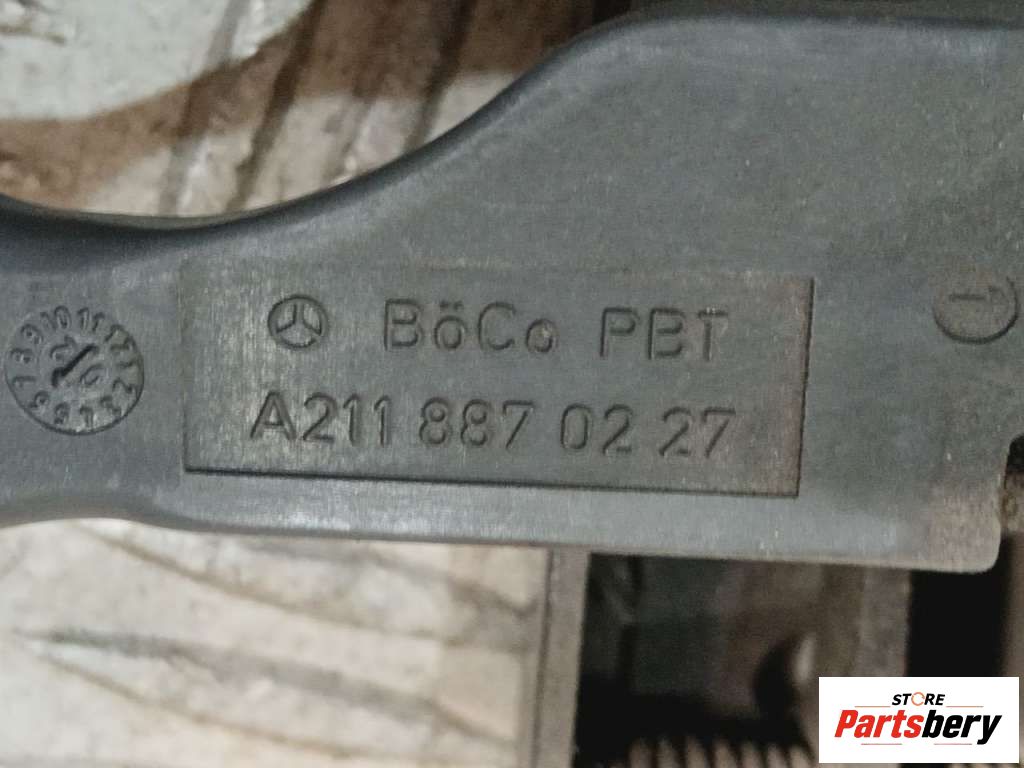 BöCo PBT
A211 887 02 27
STORE
Partsbery